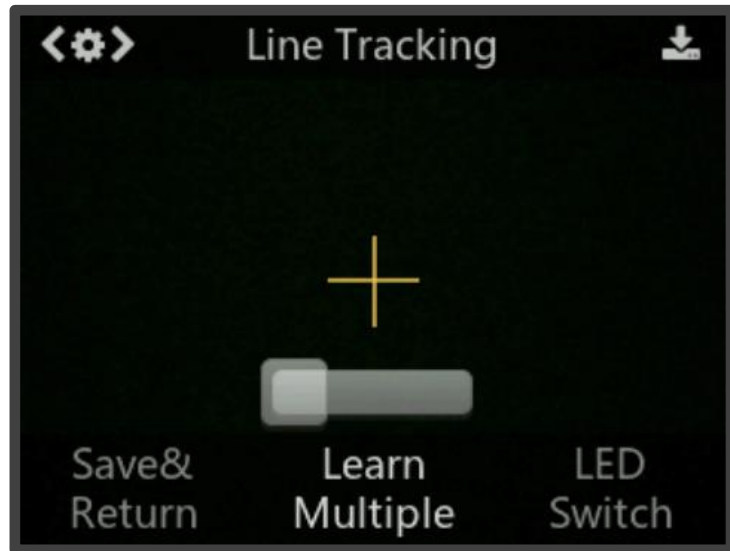 Line Tracking
Save&
Return
Learn
Multiple
LED
Switch